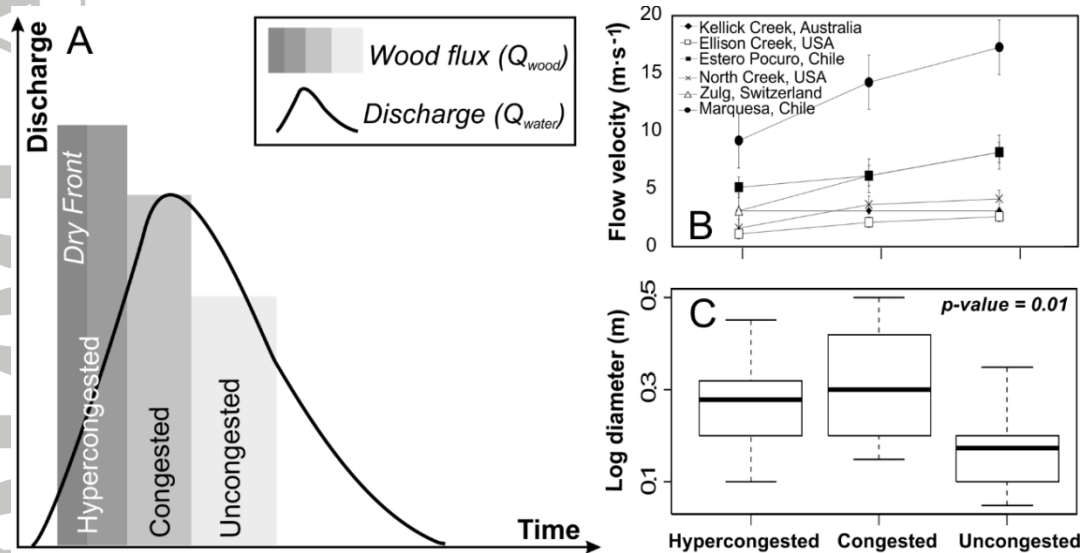 Discharge
A
Wood flux (Qwood)
Discharge (Qwater)
Dry Front
Hypercongested
Congested
Uncongested
Time
Flow velocity (m·s⁻¹)
20
15
10
5
0
Kellick Creek, Australia
Ellison Creek, USA
Estero Pocuro, Chile
North Creek, USA
Zulg, Switzerland
Marquesa, Chile
B
Log diameter (m)
0.5
0.3
0.1
C
p-value = 0.01
Hypercongested Congested Uncongested